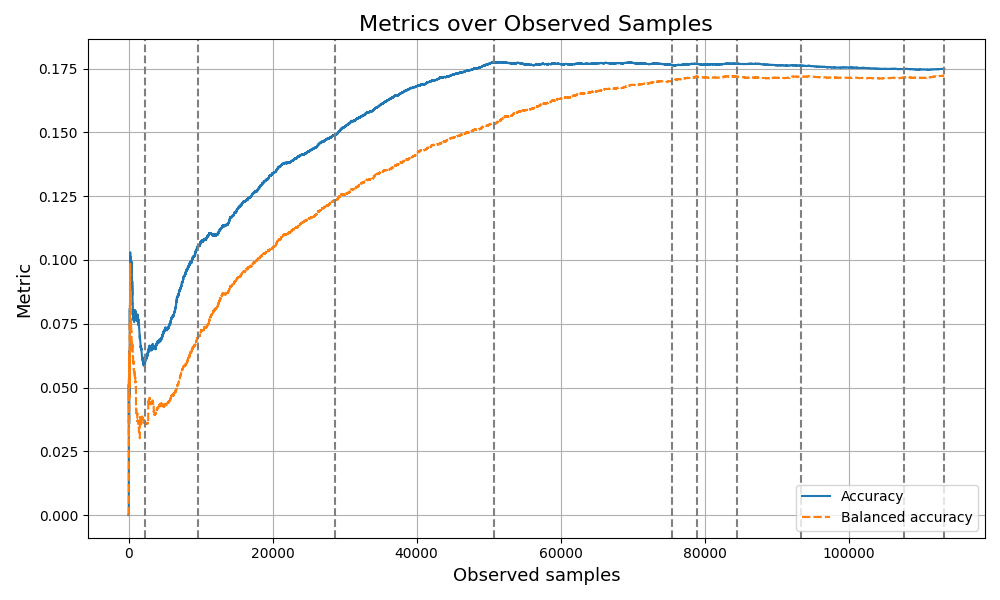 Metrics over Observed Samples
Metric
0.175
0.150
0.125
0.100
0.075
0.050
0.025
0.000
0 20000 40000 60000 80000 100000
Observed samples
Accuracy
Balanced accuracy